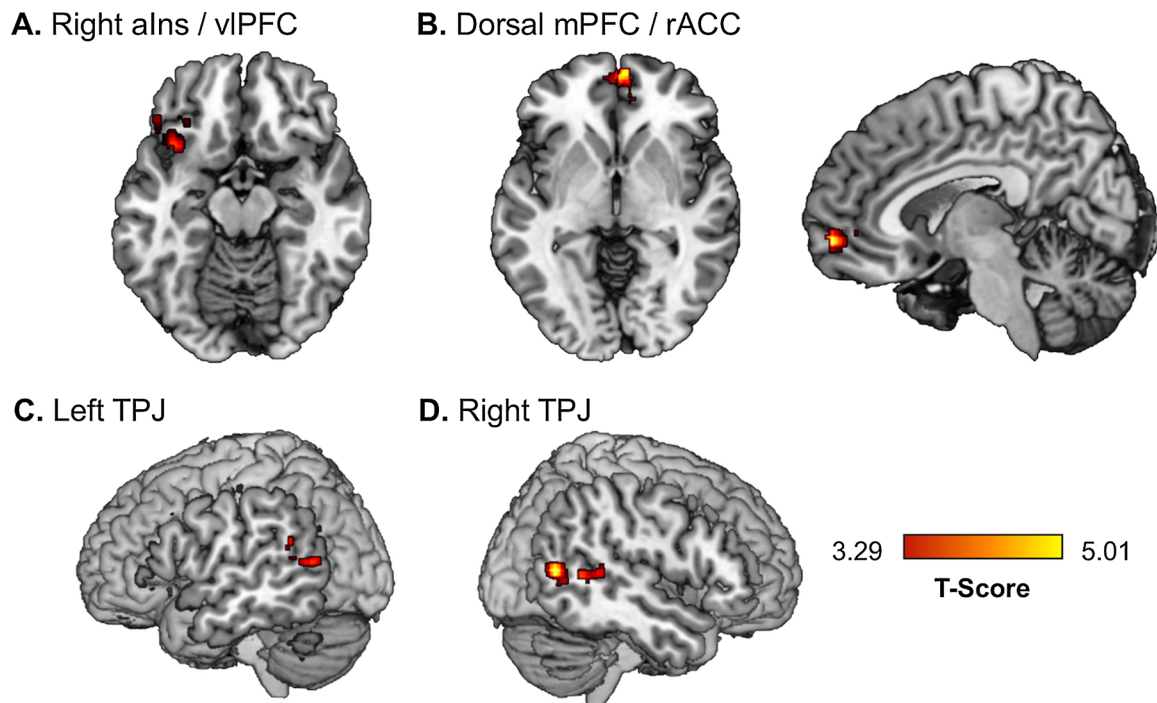 A. Right aIns / vlPFC
B. Dorsal mPFC / rACC
C. Left TPJ
D. Right TPJ
3.29
5.01
T-Score